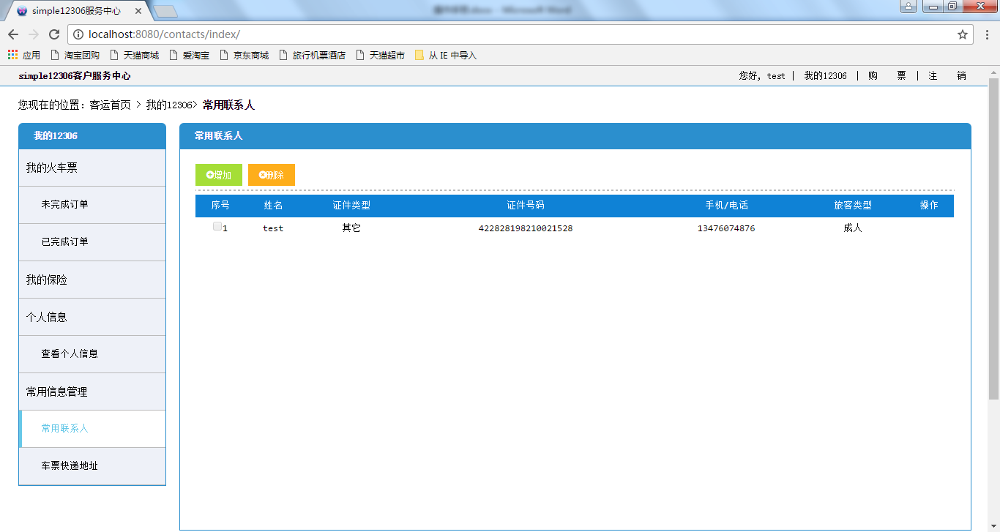 simple12306服务中心
localhost:8080/contacts/index/
应用 淘宝团购 天猫商城 爱淘宝 京东商城 旅行机票酒店 天猫超市 从 IE 中导入
simple12306客户服务中心 您好, test | 我的12306 | 购 票 | 注 销
您现在的位置: 客运首页 > 我的12306> 常用联系人
我的12306
我的火车票
未完成订单
已完成订单
我的保险
个人信息
查看个人信息
常用信息管理
常用联系人
车票快递地址
常用联系人
增加 删除
序号 姓名 证件类型 证件号码 手机/电话 旅客类型 操作
1 test 其它 422828198210021528 13476074876 成人